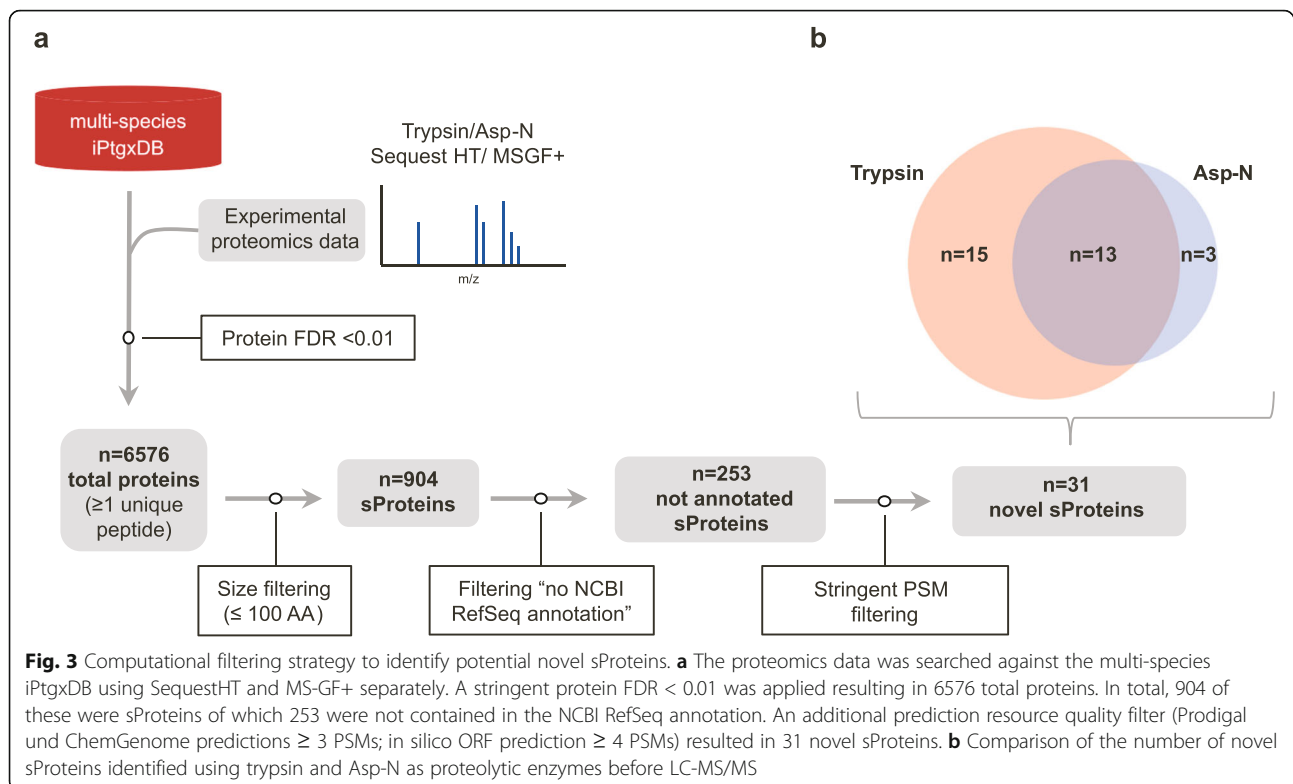 a
b
multi-species
iPtgxDB
Trypsin/Asp-N
Sequest HT/ MSGF+
Experimental
proteomics data
m/z
Protein FDR <0.01
Trypsin
Asp-N
n=15
n=13
n=3
n=6576
total proteins
(≥1 unique
peptide)
n=904
sProteins
n=253
not annotated
sProteins
n=31
novel sProteins
Size filtering
(≤ 100 AA)
Filtering “no NCBI
RefSeq annotation”
Stringent PSM
filtering
Fig. 3 Computational filtering strategy to identify potential novel sProteins. a The proteomics data was searched against the multi-species
iPtgxDB using SequestHT and MS-GF+ separately. A stringent protein FDR < 0.01 was applied resulting in 6576 total proteins. In total, 904 of
these were sProteins of which 253 were not contained in the NCBI RefSeq annotation. An additional prediction resource quality filter (Prodigal
und ChemGenome predictions ≥ 3 PSMs; in silico ORF prediction ≥ 4 PSMs) resulted in 31 novel sProteins. b Comparison of the number of novel
sProteins identified using trypsin and Asp-N as proteolytic enzymes before LC-MS/MS